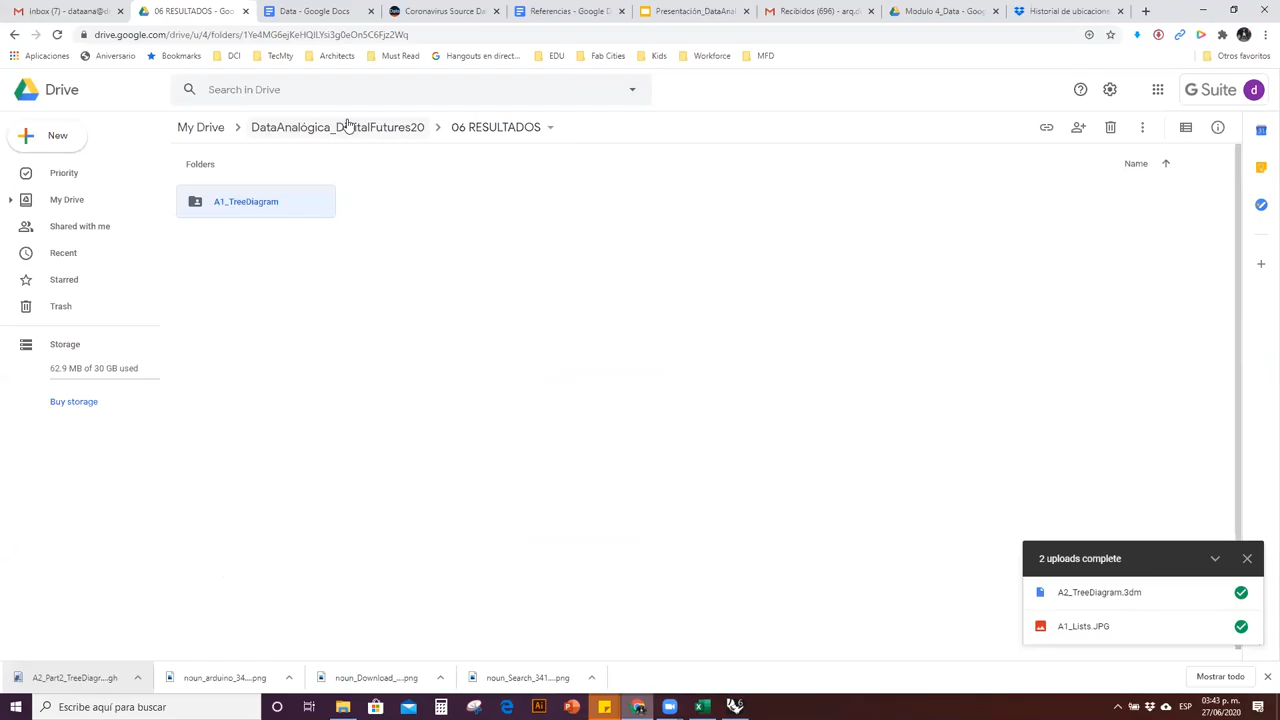 Inbox (7) - dataana@d
06 RESULTADOS - Goo
Data - Google Docs
Coronavirus Source Da
Referencias - Google D
Presentación_DataAnal
Recibidos (696) - arq.d
Modulo 4_Data - Goog
Historial de ubicacione
drive.google.com/drive/u/4/folders/1Ye4MG6ejKeHQILYsi3g0eOn5C6Fjz2Wq
Aplicaciones
Aniversario
Bookmarks
DCI
TecMty
Architects
Must Read
Hangouts en direct...
EDU
Fab Cities
Kids
Workforce
MFD
Otros favoritos
Drive
Search in Drive
G Suite
d
New
My Drive
DataAnalógica_DigitalFutures20
06 RESULTADOS
Folders
Name
A1_TreeDiagram
Priority
My Drive
Shared with me
Recent
Starred
Trash
Storage
62.9 MB of 30 GB used
Buy storage
2 uploads complete
A2_TreeDiagram.3dm
A1_Lists.JPG
A2_Part2_TreeDiagr....gh
noun_arduino_34....png
noun_Download_....png
noun_Search_341....png
Mostrar todo
Escribe aquí para buscar
ESP
03:43 p. m.
27/06/2020